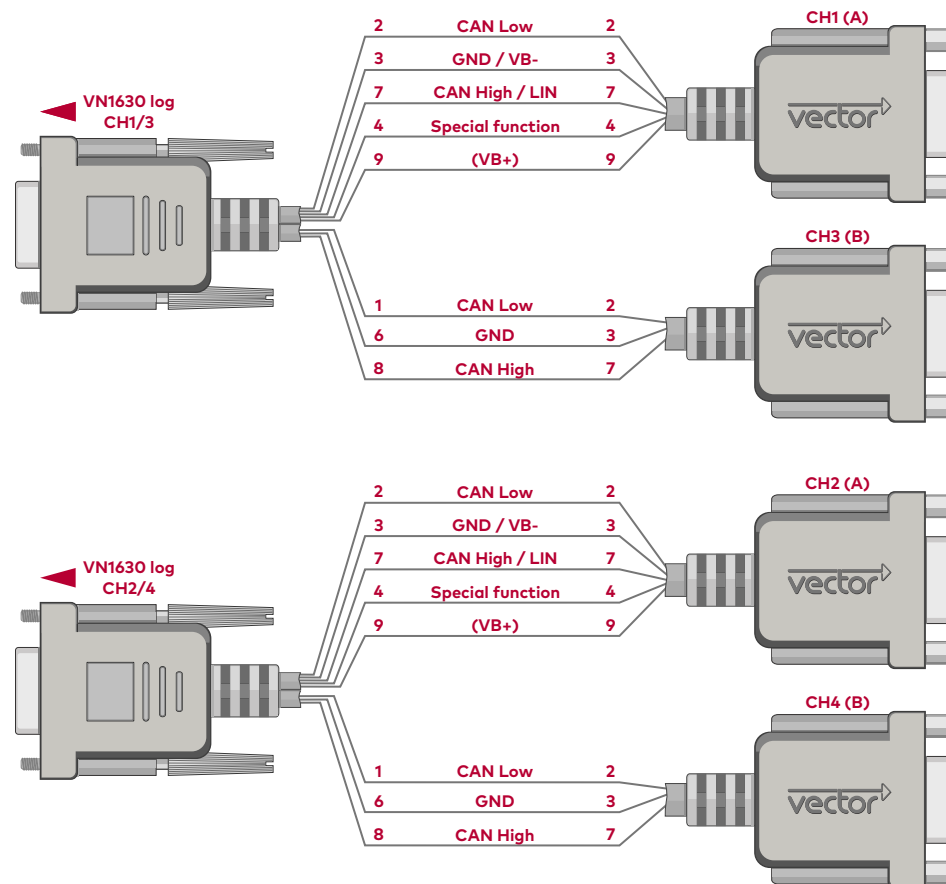 CH1 (A)
2 CAN Low 2
3 GND / VB- 3
VN1630 log
CH1/3
7 CAN High / LIN 7
vector
4 Special function 4
9 (VB+) 9
CH3 (B)
1 CAN Low 2
6 GND 3
vector
8 CAN High 7
CH2 (A)
2 CAN Low 2
3 GND / VB- 3
VN1630 log
CH2/4
7 CAN High / LIN 7
vector
4 Special function 4
9 (VB+) 9
CH4 (B)
1 CAN Low 2
6 GND 3
vector
8 CAN High 7